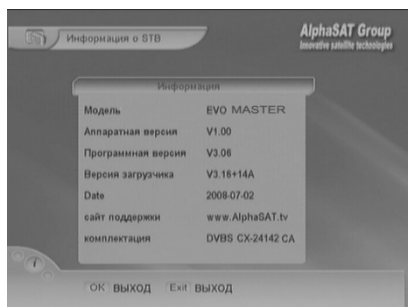 Информация о STB
AlphaSAT Group
Innovative satellite technologies
Информация
Модель EVO MASTER
Аппаратная версия V1.00
Программная версия V3.06
Версия загрузчика V3.16+14A
Date 2008-07-02
сайт поддержки www.AlphaSAT.tv
комплектация DVBS CX-24142 CA
OK выход Exit выход